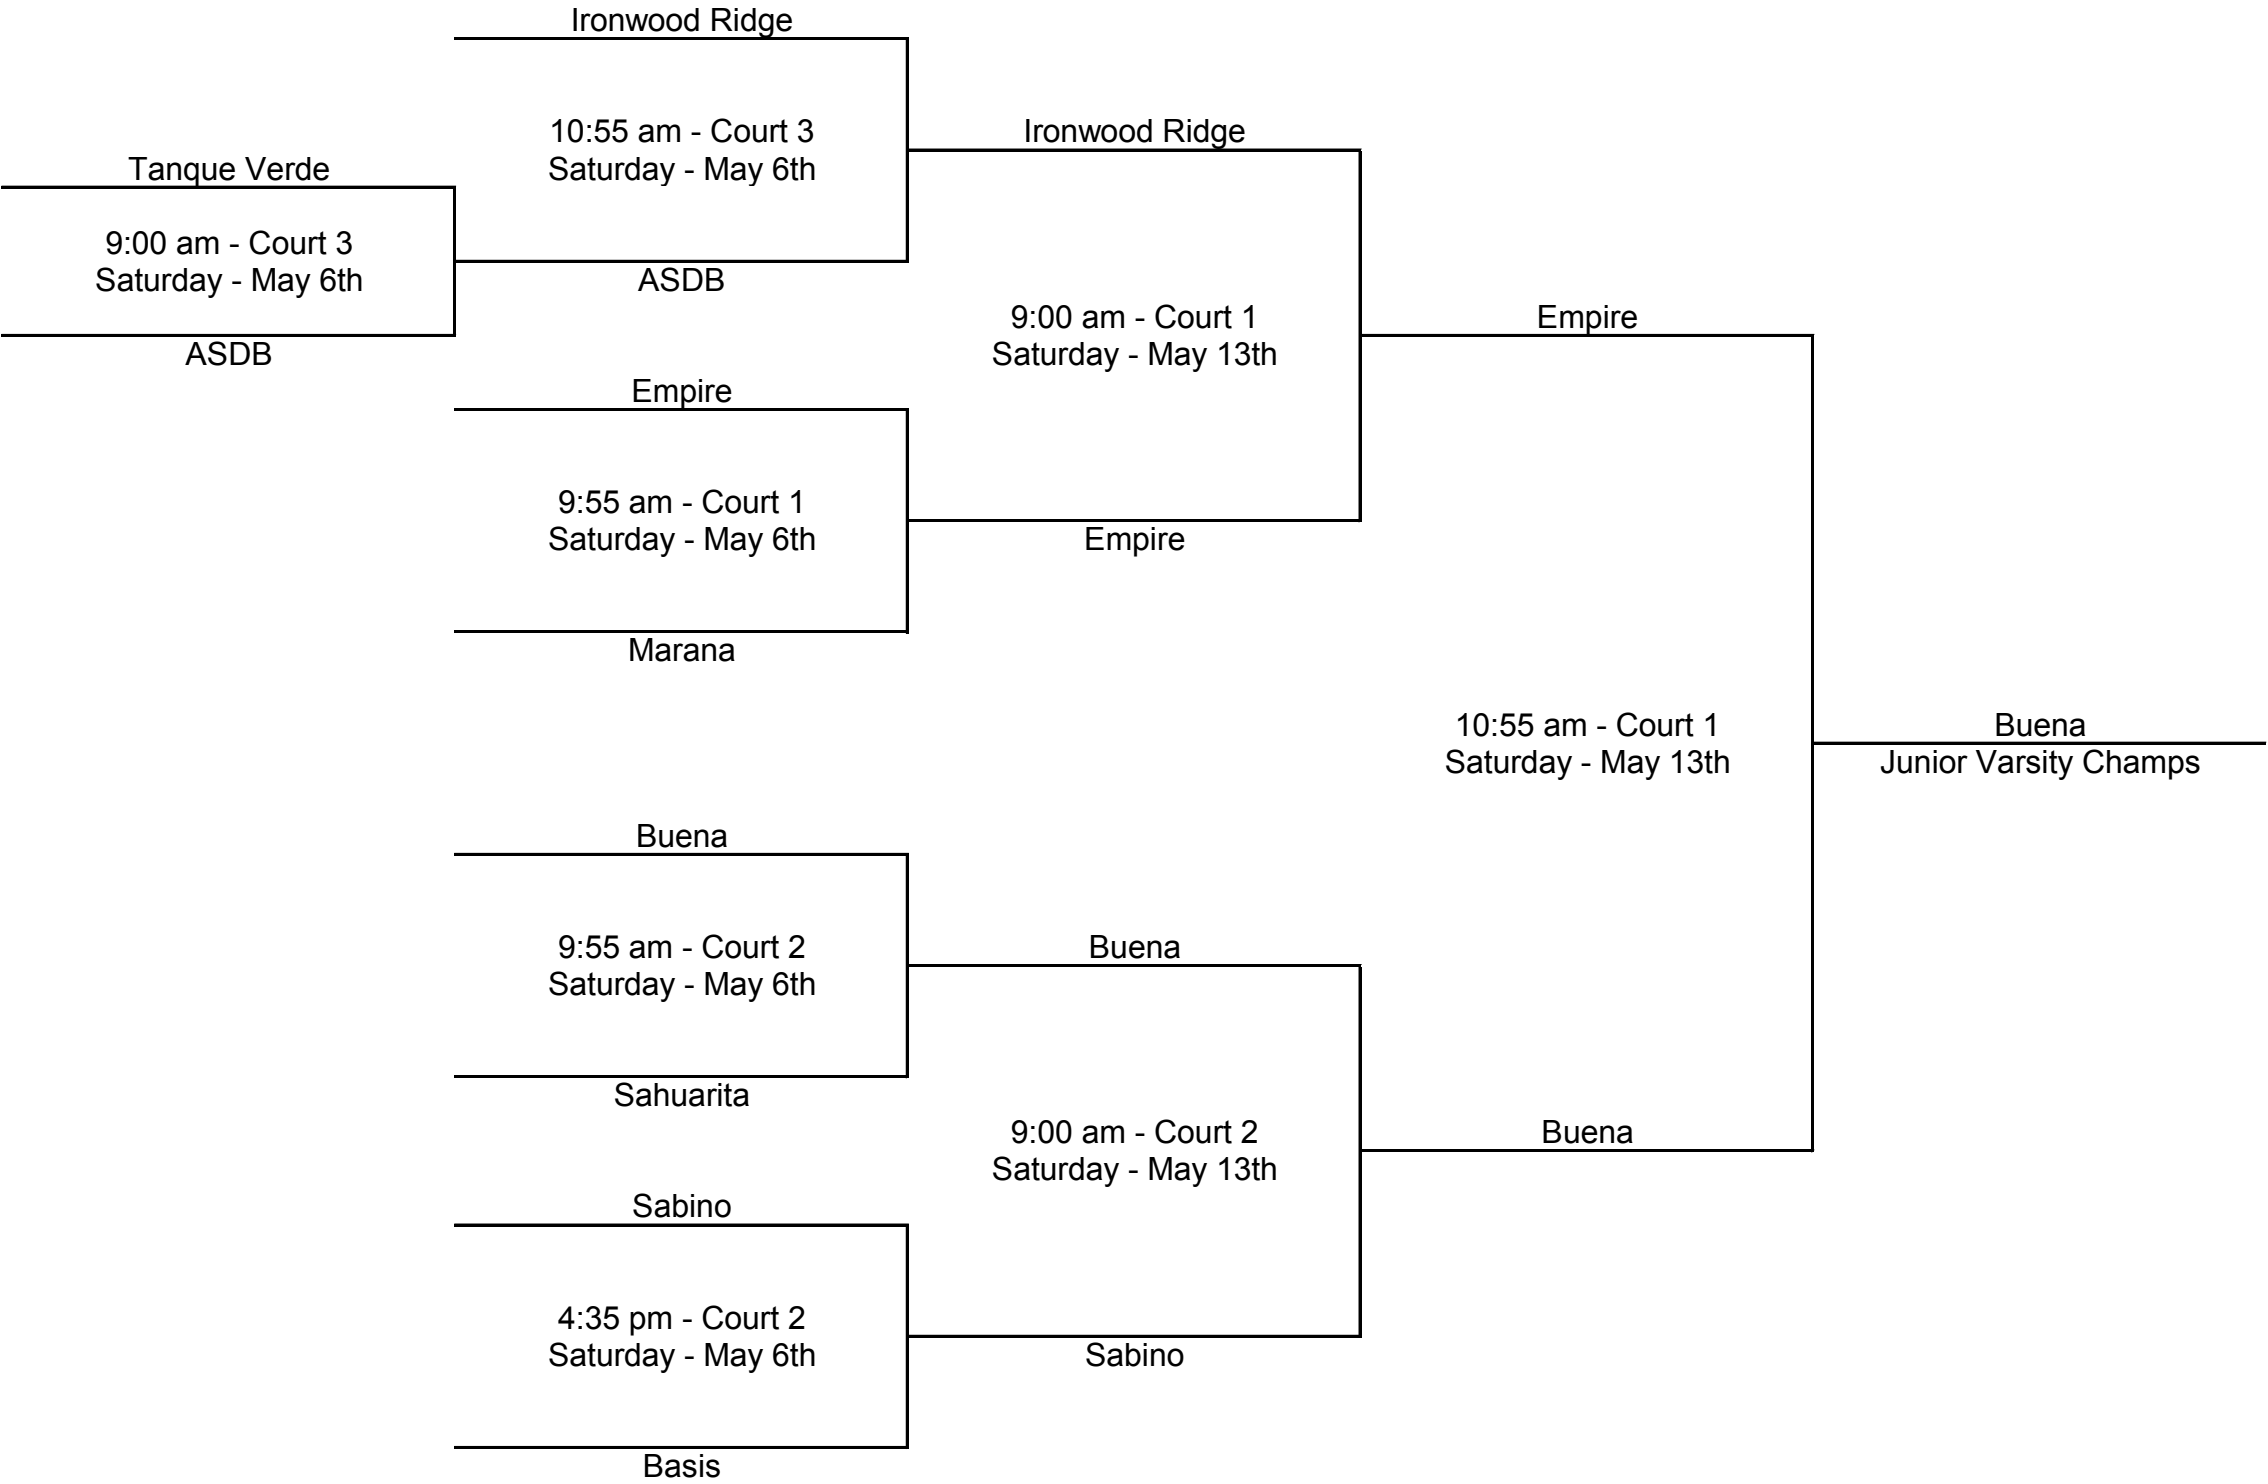 Ironwood Ridge
10:55 am - Court 3
Saturday - May 6th
Ironwood Ridge
Tanque Verde
9:00 am - Court 3
Saturday - May 6th
ASDB
ASDB
9:00 am - Court 1
Saturday - May 13th
Empire
Empire
9:55 am - Court 1
Saturday - May 6th
Empire
Marana
10:55 am - Court 1
Saturday - May 13th
Buena
Junior Varsity Champs
Buena
9:55 am - Court 2
Saturday - May 6th
Buena
Sahuarita
9:00 am - Court 2
Saturday - May 13th
Buena
Sabino
4:35 pm - Court 2
Saturday - May 6th
Sabino
Basis